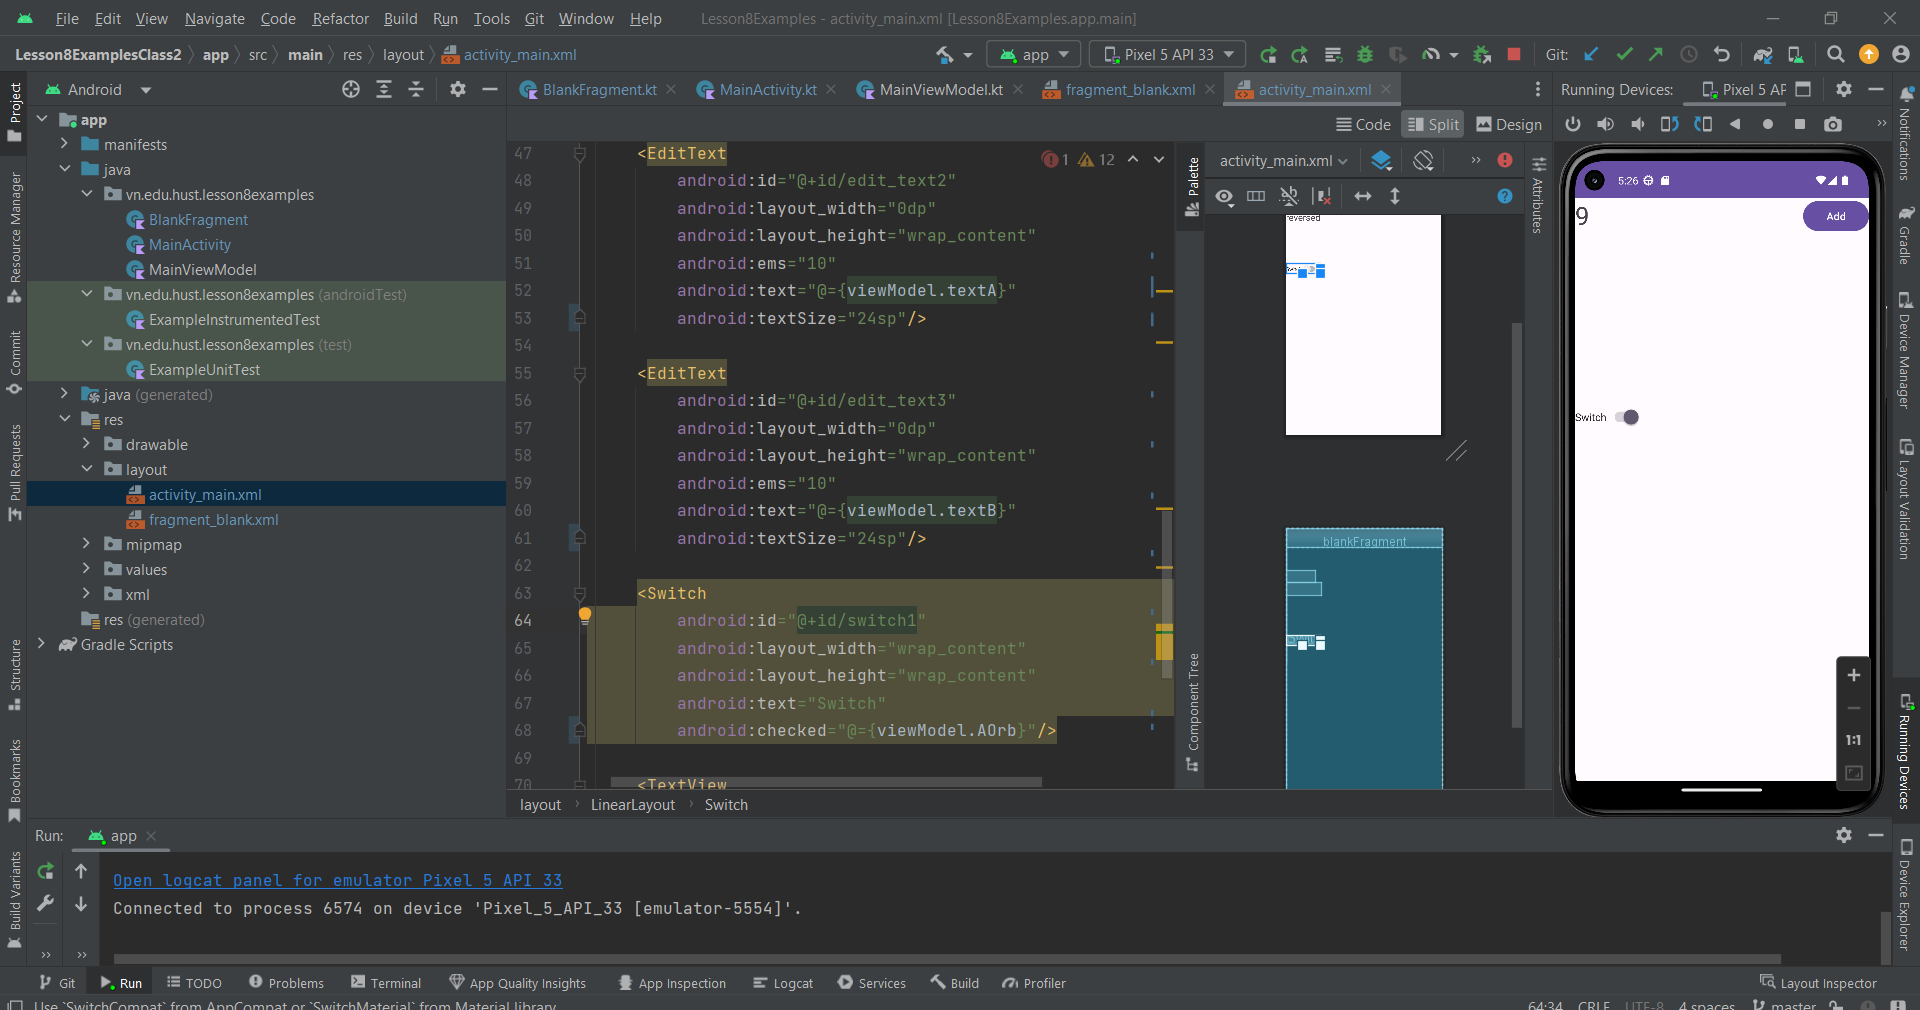 File Edit View Navigate Code Refactor Build Run Tools Git Window Help Lesson8Examples - activity_main.xml [Lesson8Examples.app.main]
Lesson8ExamplesClass2 app src main res layout activity_main.xml app Pixel 5 API 33 Git:
Project
Resource Manager
Commit
Pull Requests
Structure
Bookmarks
Build Variants
Android
app
manifests
java
vn.edu.hust.lesson8examples
BlankFragment
MainActivity
MainViewModel
vn.edu.hust.lesson8examples (androidTest)
ExampleInstrumentedTest
vn.edu.hust.lesson8examples (test)
ExampleUnitTest
java (generated)
res
drawable
layout
activity_main.xml
fragment_blank.xml
mipmap
values
xml
res (generated)
Gradle Scripts
BlankFragment.kt MainActivity.kt MainViewModel.kt fragment_blank.xml activity_main.xml
Code Split Design
1 12
47 <EditText
48 android:id="@+id/edit_text2"
49 android:layout_width="0dp"
50 android:layout_height="wrap_content"
51 android:ems="10"
52 android:text="@={viewModel.textA}"
53 android:textSize="24sp"/>
54
55 <EditText
56 android:id="@+id/edit_text3"
57 android:layout_width="0dp"
58 android:layout_height="wrap_content"
59 android:ems="10"
60 android:text="@={viewModel.textB}"
61 android:textSize="24sp"/>
62
63 <Switch
64 android:id="@+id/switch1"
65 android:layout_width="wrap_content"
66 android:layout_height="wrap_content"
67 android:text="Switch"
68 android:checked="@={viewModel.AOrb}"/>
69
70 <TextView
layout LinearLayout Switch
Palette
Component Tree
activity_main.xml
reversed
blankFragment
Attributes
Running Devices: Pixel 5 AP
5:26
9 Add
Switch
1:1
Notifications
Gradle
Device Manager
Layout Validation
Running Devices
Device Explorer
Run: app
Open logcat panel for emulator Pixel 5 API 33
Connected to process 6574 on device 'Pixel_5_API_33 [emulator-5554]'.
Git Run TODO Problems Terminal App Quality Insights App Inspection Logcat Services Build Profiler Layout Inspector
Use `SwitchCompat` from AppCompat or `SwitchMaterial` from Material library 64:34 CRLF UTF-8 4 spaces master